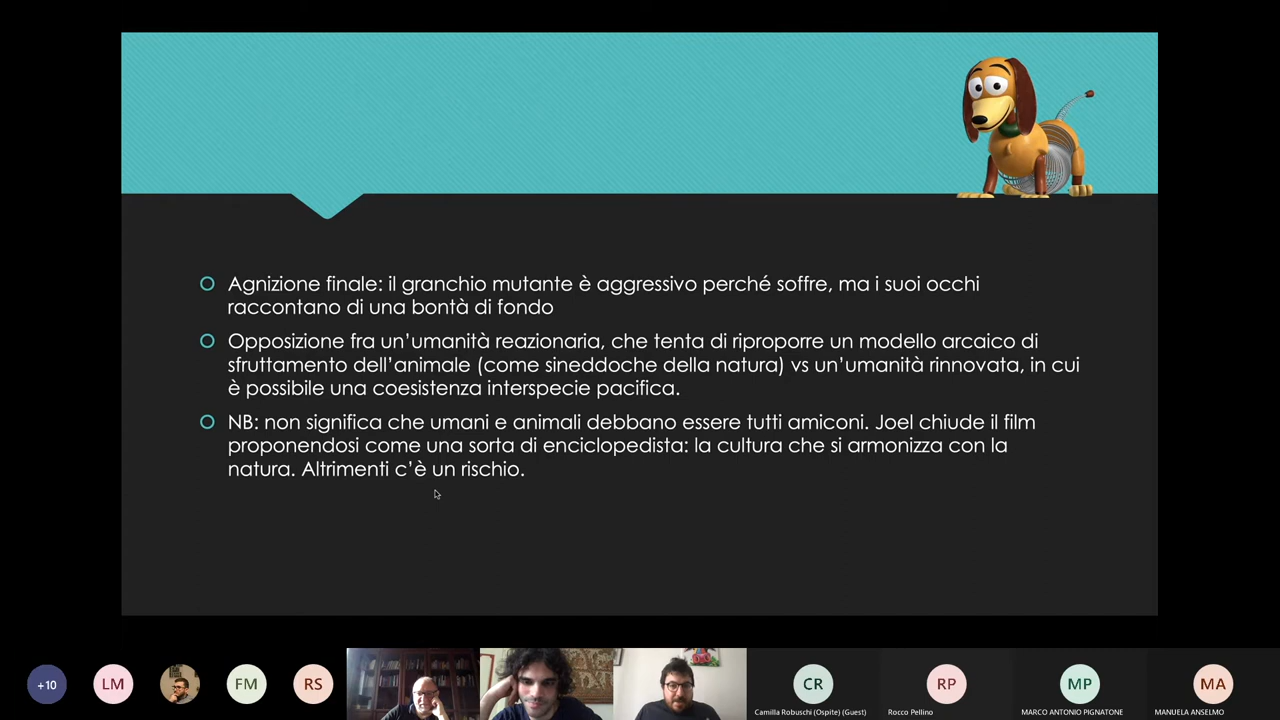 Agnizione finale: il granchio mutante è aggressivo perché soffre, ma i suoi occhi
raccontano di una bontà di fondo
Opposizione fra un'umanità reazionaria, che tenta di riproporre un modello arcaico di
sfruttamento dell'animale (come sineddoche della natura) vs un'umanità rinnovata, in cui
è possibile una coesistenza interspecie pacifica.
NB: non significa che umani e animali debbano essere tutti amiconi. Joel chiude il film
proponendosi come una sorta di enciclopedista: la cultura che si armonizza con la
natura. Altrimenti c'è un rischio.
+10
LM
FM
RS
CR
RP
MP
MA
Camilla Robuschi (Ospite) (Guest)
Rocco Pellino
MARCO ANTONIO PIGNATONE
MANUELA ANSELMO